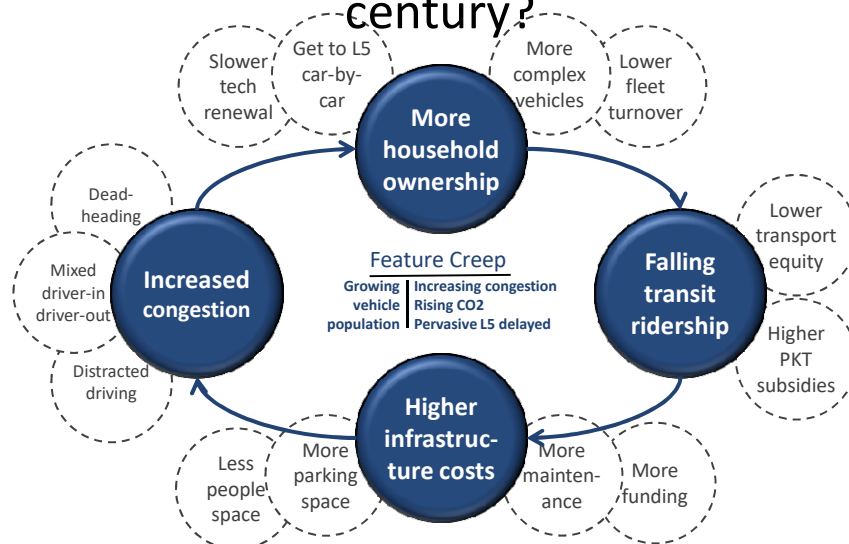 century?
Slower
tech
renewal
Get to L5
car-by-
car
More
complex
vehicles
Lower
fleet
turnover
More
household
ownership
Dead-
heading
Mixed
driver-in
driver-out
Distracted
driving
Increased
congestion
Feature Creep
Growing
vehicle
population
Increasing congestion
Rising CO2
Pervasive L5 delayed
Falling
transit
ridership
Lower
transport
equity
Higher
PKT
subsidies
Higher
infrastruc-
ture costs
Less
people
space
More
parking
space
More
mainten-
ance
More
funding